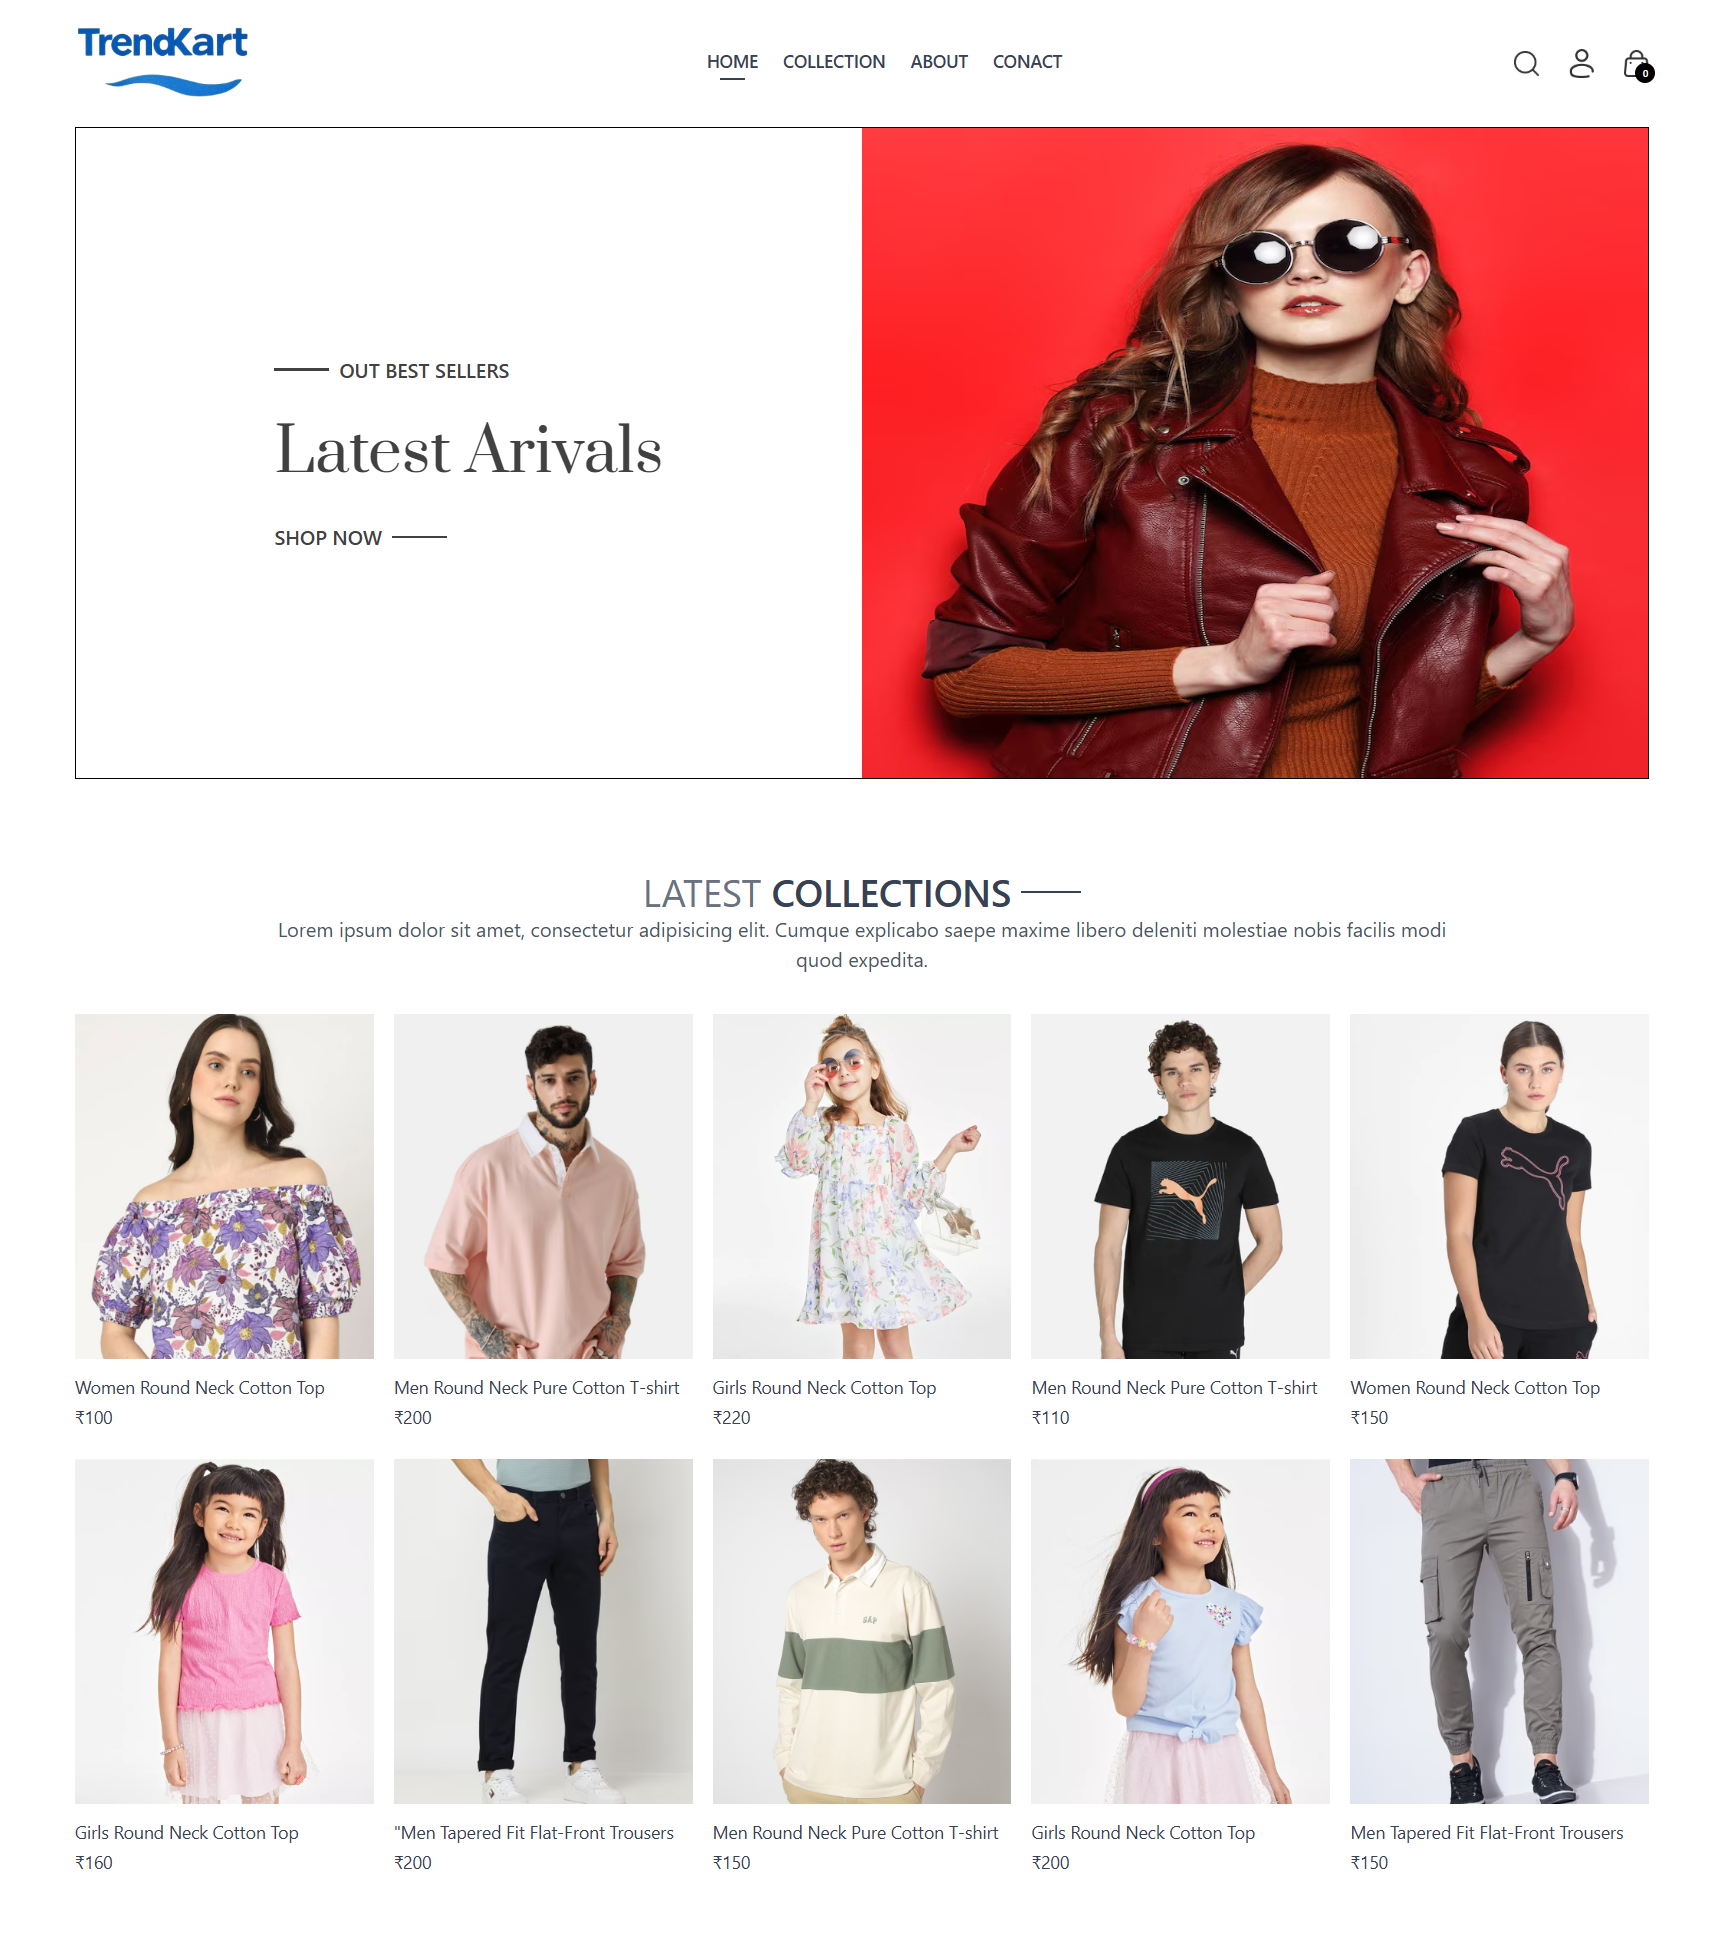 TrendKart
HOME COLLECTION ABOUT CONACT
0
OUT BEST SELLERS
Latest Arivals
SHOP NOW
LATEST COLLECTIONS
Lorem ipsum dolor sit amet, consectetur adipisicing elit. Cumque explicabo saepe maxime libero deleniti molestiae nobis facilis modi
quod expedita.
GAP
Women Round Neck Cotton Top
₹100
Men Round Neck Pure Cotton T-shirt
₹200
Girls Round Neck Cotton Top
₹220
Men Round Neck Pure Cotton T-shirt
₹110
Women Round Neck Cotton Top
₹150
Girls Round Neck Cotton Top
₹160
"Men Tapered Fit Flat-Front Trousers
₹200
Men Round Neck Pure Cotton T-shirt
₹150
Girls Round Neck Cotton Top
₹200
Men Tapered Fit Flat-Front Trousers
₹150